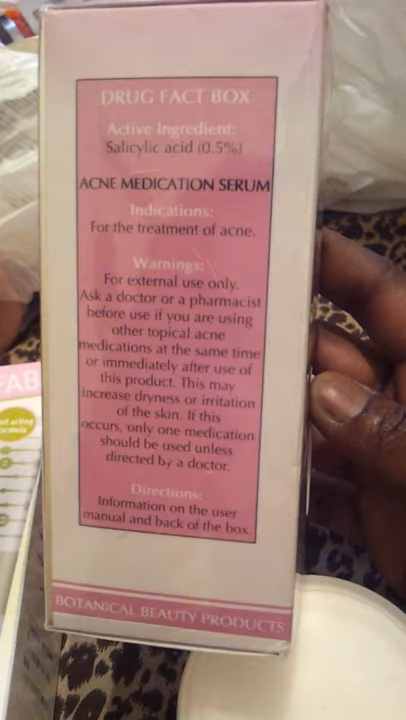 DRUG FACT BOX
Active Ingredient:
Salicylic acid (0.5%)
ACNE MEDICATION SERUM
Indications:
For the treatment of acne.
Warnings:
For external use only.
Ask a doctor or a pharmacist
before use if you are using
other topical acne
medications at the same time
or immediately after use of
this product. This may
increase dryness or irritation
of the skin. If this
occurs, only one medication
should be used unless
directed by a doctor.
Directions:
Information on the user
manual and back of the box.
BOTANICAL BEAUTY PRODUCTS
FAB
acting
formula